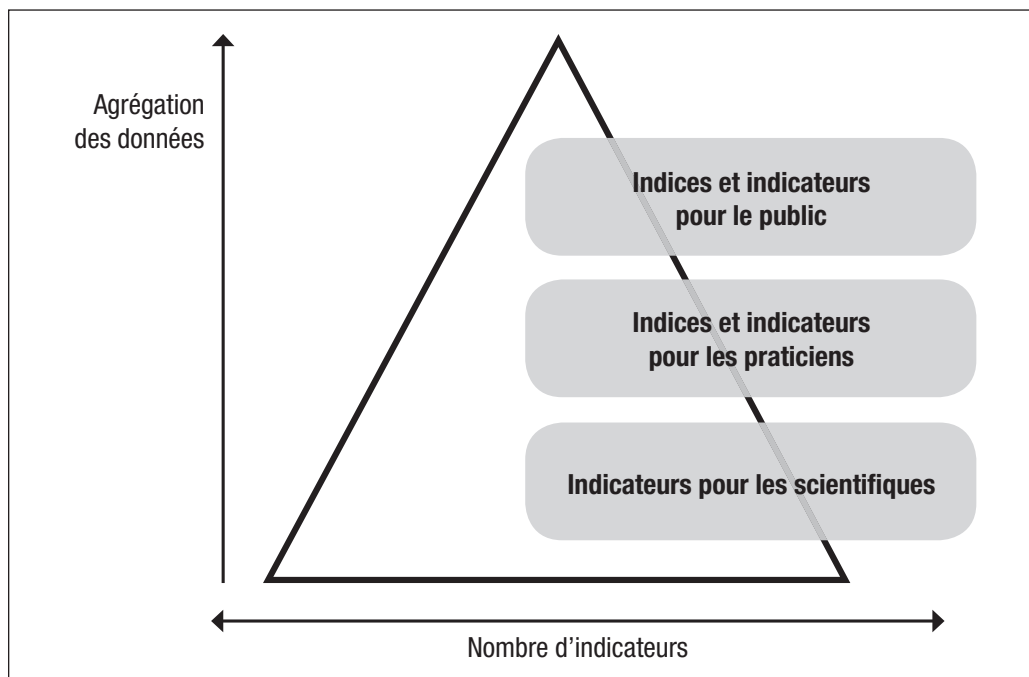 Agrégation
des données
Indices et indicateurs
pour le public
Indices et indicateurs
pour les praticiens
Indicateurs pour les scientifiques
Nombre d’indicateurs